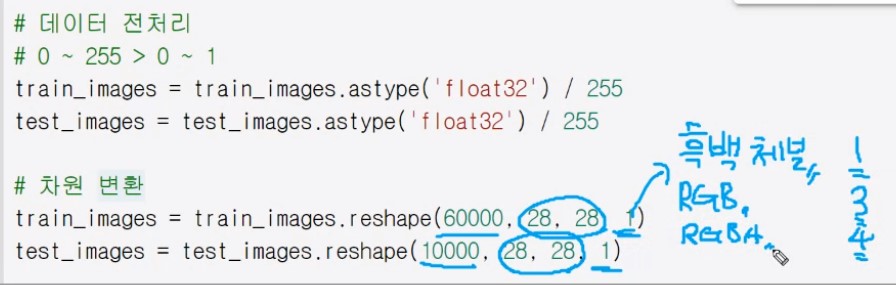 # 데이터 전처리
# 0 ~ 255 > 0 ~ 1
train_images = train_images.astype('float32') / 255
test_images = test_images.astype('float32') / 255
# 차원 변환
train_images = train_images.reshape(60000, 28, 28, 1)
test_images = test_images.reshape(10000, 28, 28, 1)
흑백 채널, 1
RGB, 3
RGBA, 4